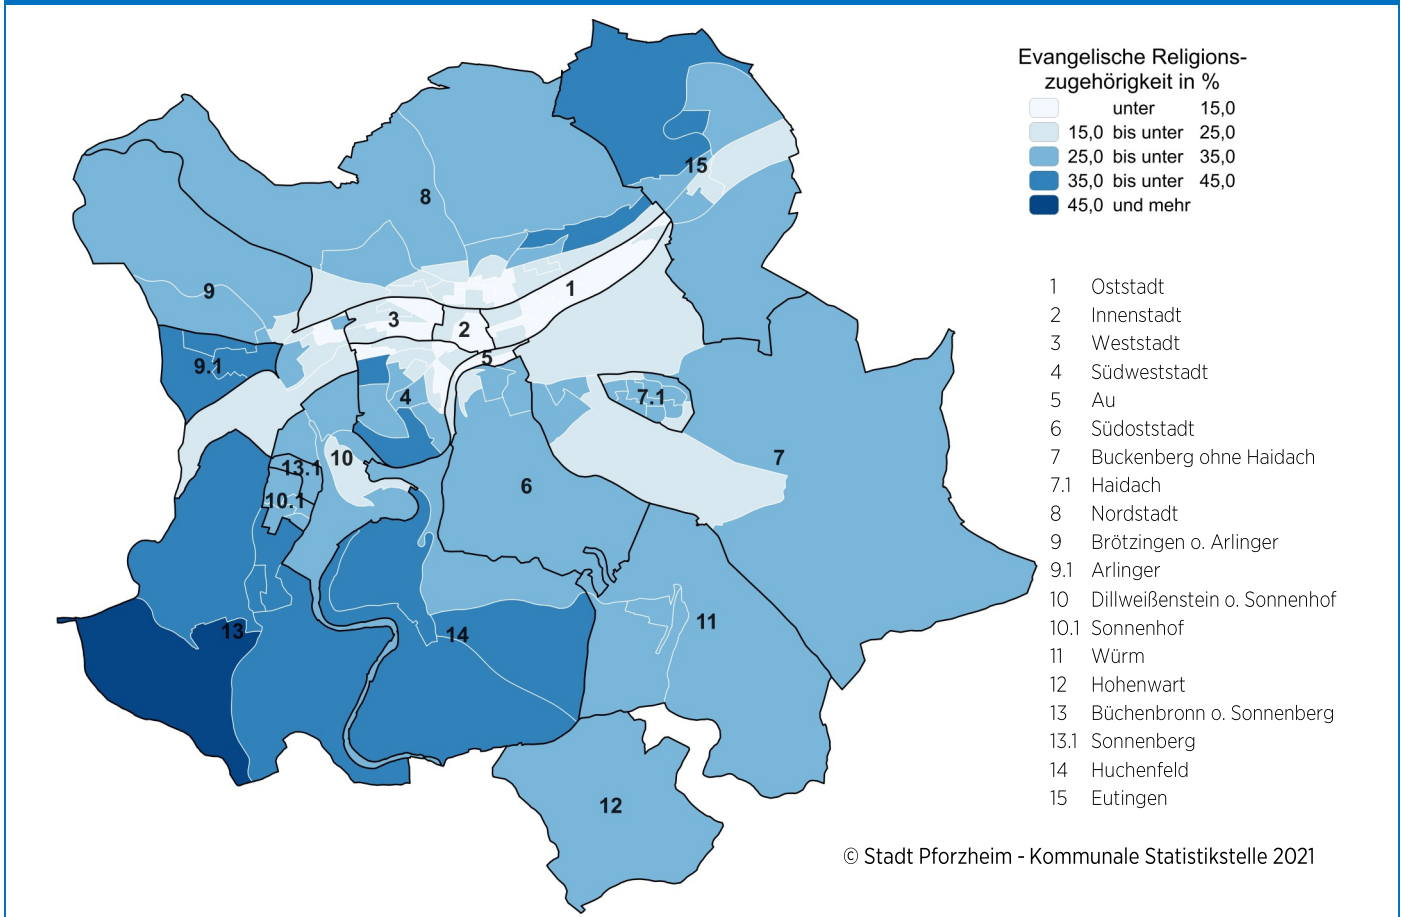 Evangelische Religions-
zugehörigkeit in %
unter 15,0
15,0 bis unter 25,0
25,0 bis unter 35,0
35,0 bis unter 45,0
45,0 und mehr
1 Oststadt
2 Innenstadt
3 Weststadt
4 Südweststadt
5 Au
6 Südoststadt
7 Buckenberg ohne Haidach
7.1 Haidach
8 Nordstadt
9 Brötzingen o. Arlinger
9.1 Arlinger
10 Dillweißenstein o. Sonnenhof
10.1 Sonnenhof
11 Würm
12 Hohenwart
13 Büchenbronn o. Sonnenberg
13.1 Sonnenberg
14 Huchenfeld
15 Eutingen
© Stadt Pforzheim - Kommunale Statistikstelle 2021
15
8
9
1
3
2
5
9.1
4
7.1
10
13.1
7
10.1
6
11
13
14
12